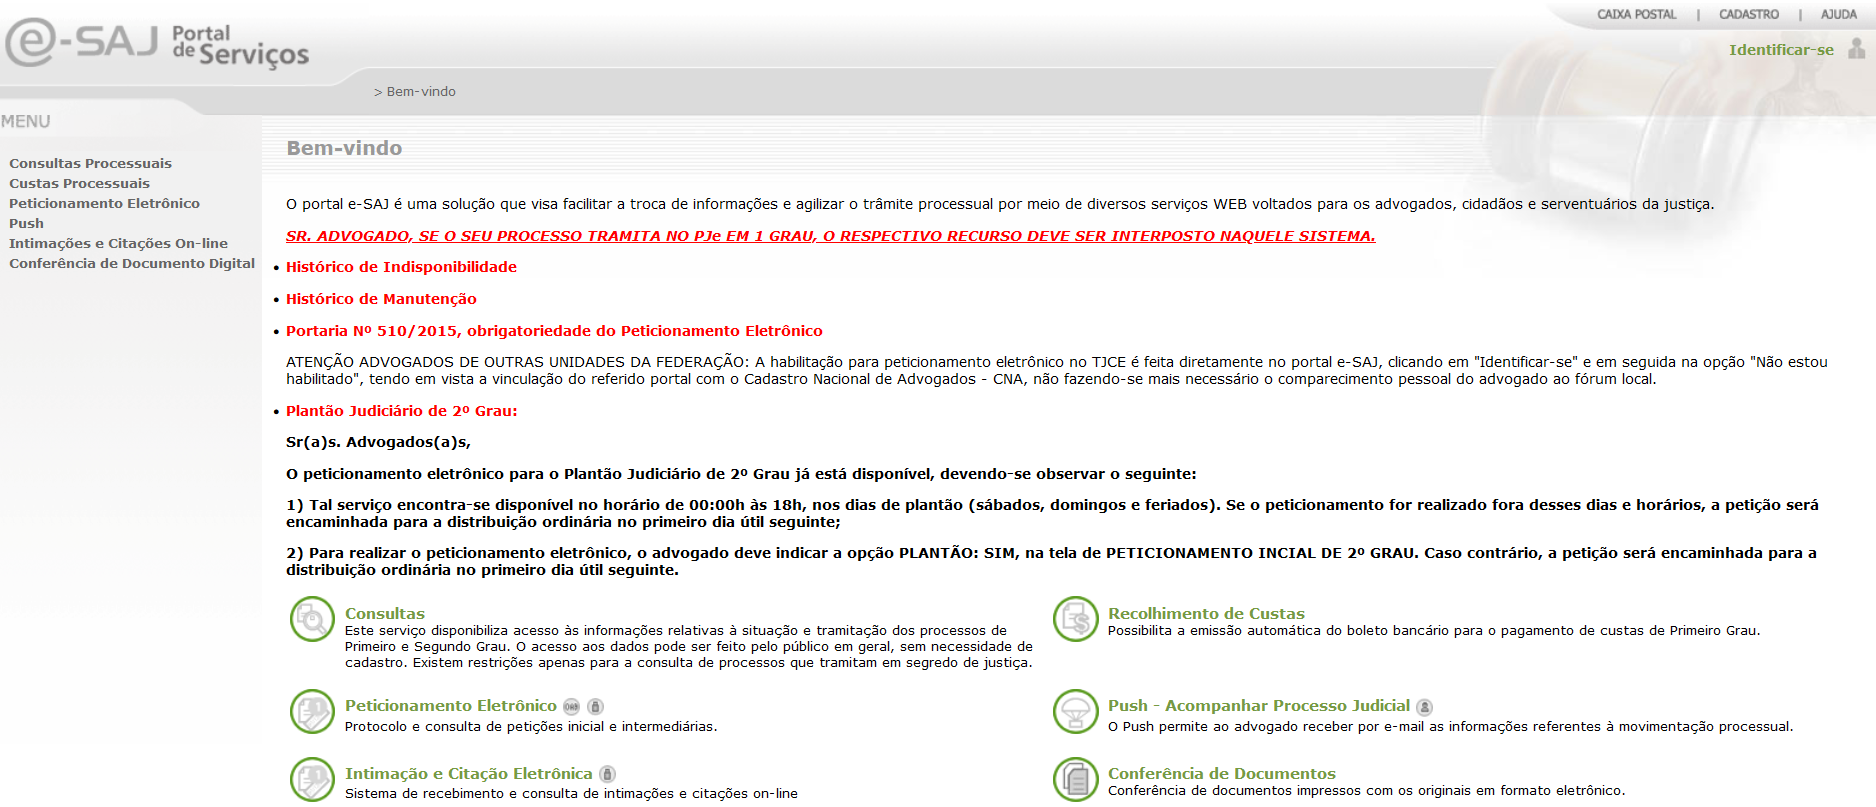 CAIXA POSTAL | CADASTRO | AJUDA
e-SAJ Portal de Serviços
Identificar-se
> Bem-vindo
MENU
Consultas Processuais
Custas Processuais
Peticionamento Eletrônico
Push
Intimações e Citações On-line
Conferência de Documento Digital
Bem-vindo
O portal e-SAJ é uma solução que visa facilitar a troca de informações e agilizar o trâmite processual por meio de diversos serviços WEB voltados para os advogados, cidadãos e serventuários da justiça.
SR. ADVOGADO, SE O SEU PROCESSO TRAMITA NO PJe EM 1 GRAU, O RESPECTIVO RECURSO DEVE SER INTERPOSTO NAQUELE SISTEMA.
• Histórico de Indisponibilidade
• Histórico de Manutenção
• Portaria Nº 510/2015, obrigatoriedade do Peticionamento Eletrônico
ATENÇÃO ADVOGADOS DE OUTRAS UNIDADES DA FEDERAÇÃO: A habilitação para peticionamento eletrônico no TJCE é feita diretamente no portal e-SAJ, clicando em "Identificar-se" e em seguida na opção "Não estou
habilitado", tendo em vista a vinculação do referido portal com o Cadastro Nacional de Advogados - CNA, não fazendo-se mais necessário o comparecimento pessoal do advogado ao fórum local.
• Plantão Judiciário de 2º Grau:
Sr(a)s. Advogados(a)s,
O peticionamento eletrônico para o Plantão Judiciário de 2º Grau já está disponível, devendo-se observar o seguinte:
1) Tal serviço encontra-se disponível no horário de 00:00h às 18h, nos dias de plantão (sábados, domingos e feriados). Se o peticionamento for realizado fora desses dias e horários, a petição será
encaminhada para a distribuição ordinária no primeiro dia útil seguinte;
2) Para realizar o peticionamento eletrônico, o advogado deve indicar a opção PLANTÃO: SIM, na tela de PETICIONAMENTO INCIAL DE 2º GRAU. Caso contrário, a petição será encaminhada para a
distribuição ordinária no primeiro dia útil seguinte.
Consultas
Este serviço disponibiliza acesso às informações relativas à situação e tramitação dos processos de
Primeiro e Segundo Grau. O acesso aos dados pode ser feito pelo público em geral, sem necessidade de
cadastro. Existem restrições apenas para a consulta de processos que tramitam em segredo de justiça.
Recolhimento de Custas
Possibilita a emissão automática do boleto bancário para o pagamento de custas de Primeiro Grau.
Peticionamento Eletrônico
Protocolo e consulta de petições inicial e intermediárias.
Push - Acompanhar Processo Judicial
O Push permite ao advogado receber por e-mail as informações referentes à movimentação processual.
Intimação e Citação Eletrônica
Sistema de recebimento e consulta de intimações e citações on-line
Conferência de Documentos
Conferência de documentos impressos com os originais em formato eletrônico.